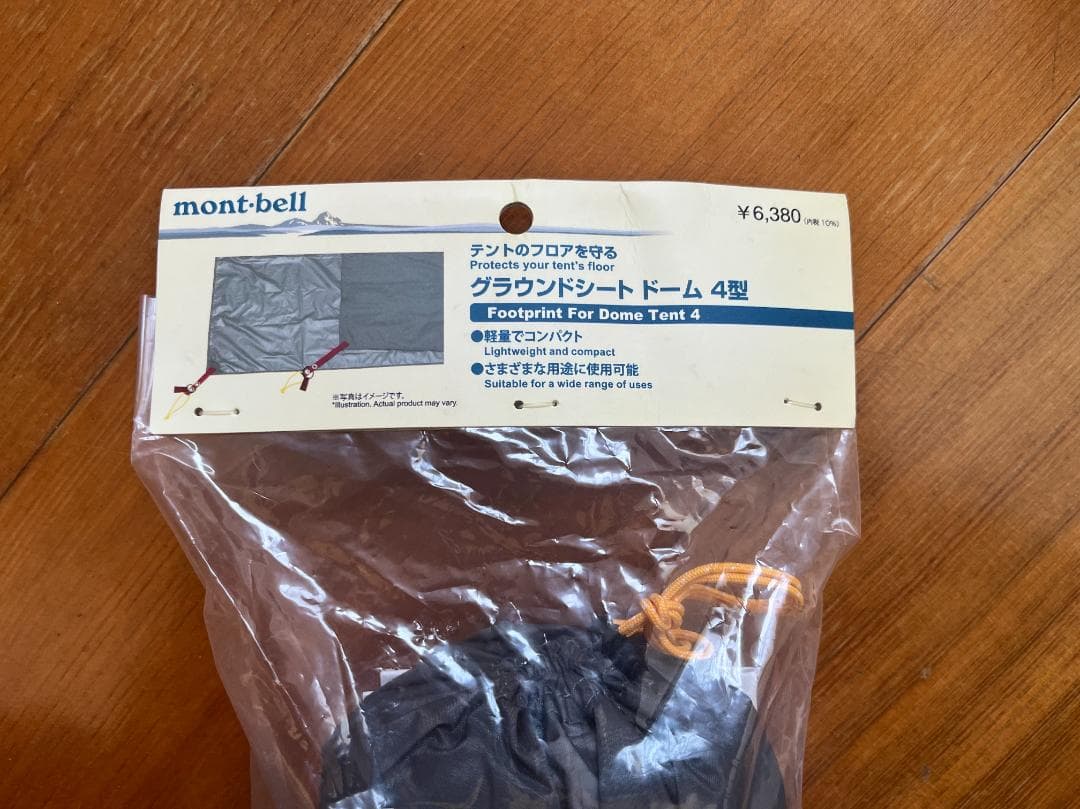 mont·bell
¥6,380(内税10%)
テントのフロアを守る
Protects your tent's floor
グラウンドシート ドーム 4型
Footprint For Dome Tent 4
●軽量でコンパクト
Lightweight and compact
●さまざまな用途に使用可能
Suitable for a wide range of uses
※写真はイメージです。
*Illustration. Actual product may vary.